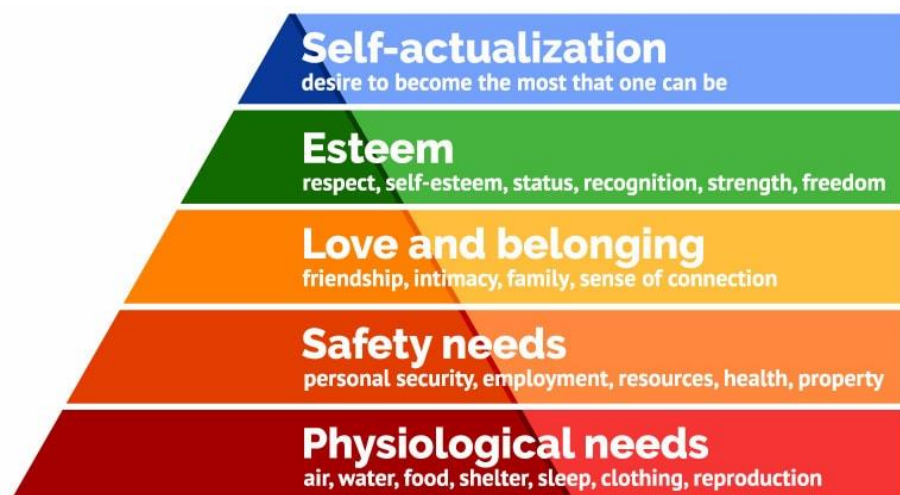 Self-actualization
desire to become the most that one can be
Esteem
respect, self-esteem, status, recognition, strength, freedom
Love and belonging
friendship, intimacy, family, sense of connection
Safety needs
personal security, employment, resources, health, property
Physiological needs
air, water, food, shelter, sleep, clothing, reproduction